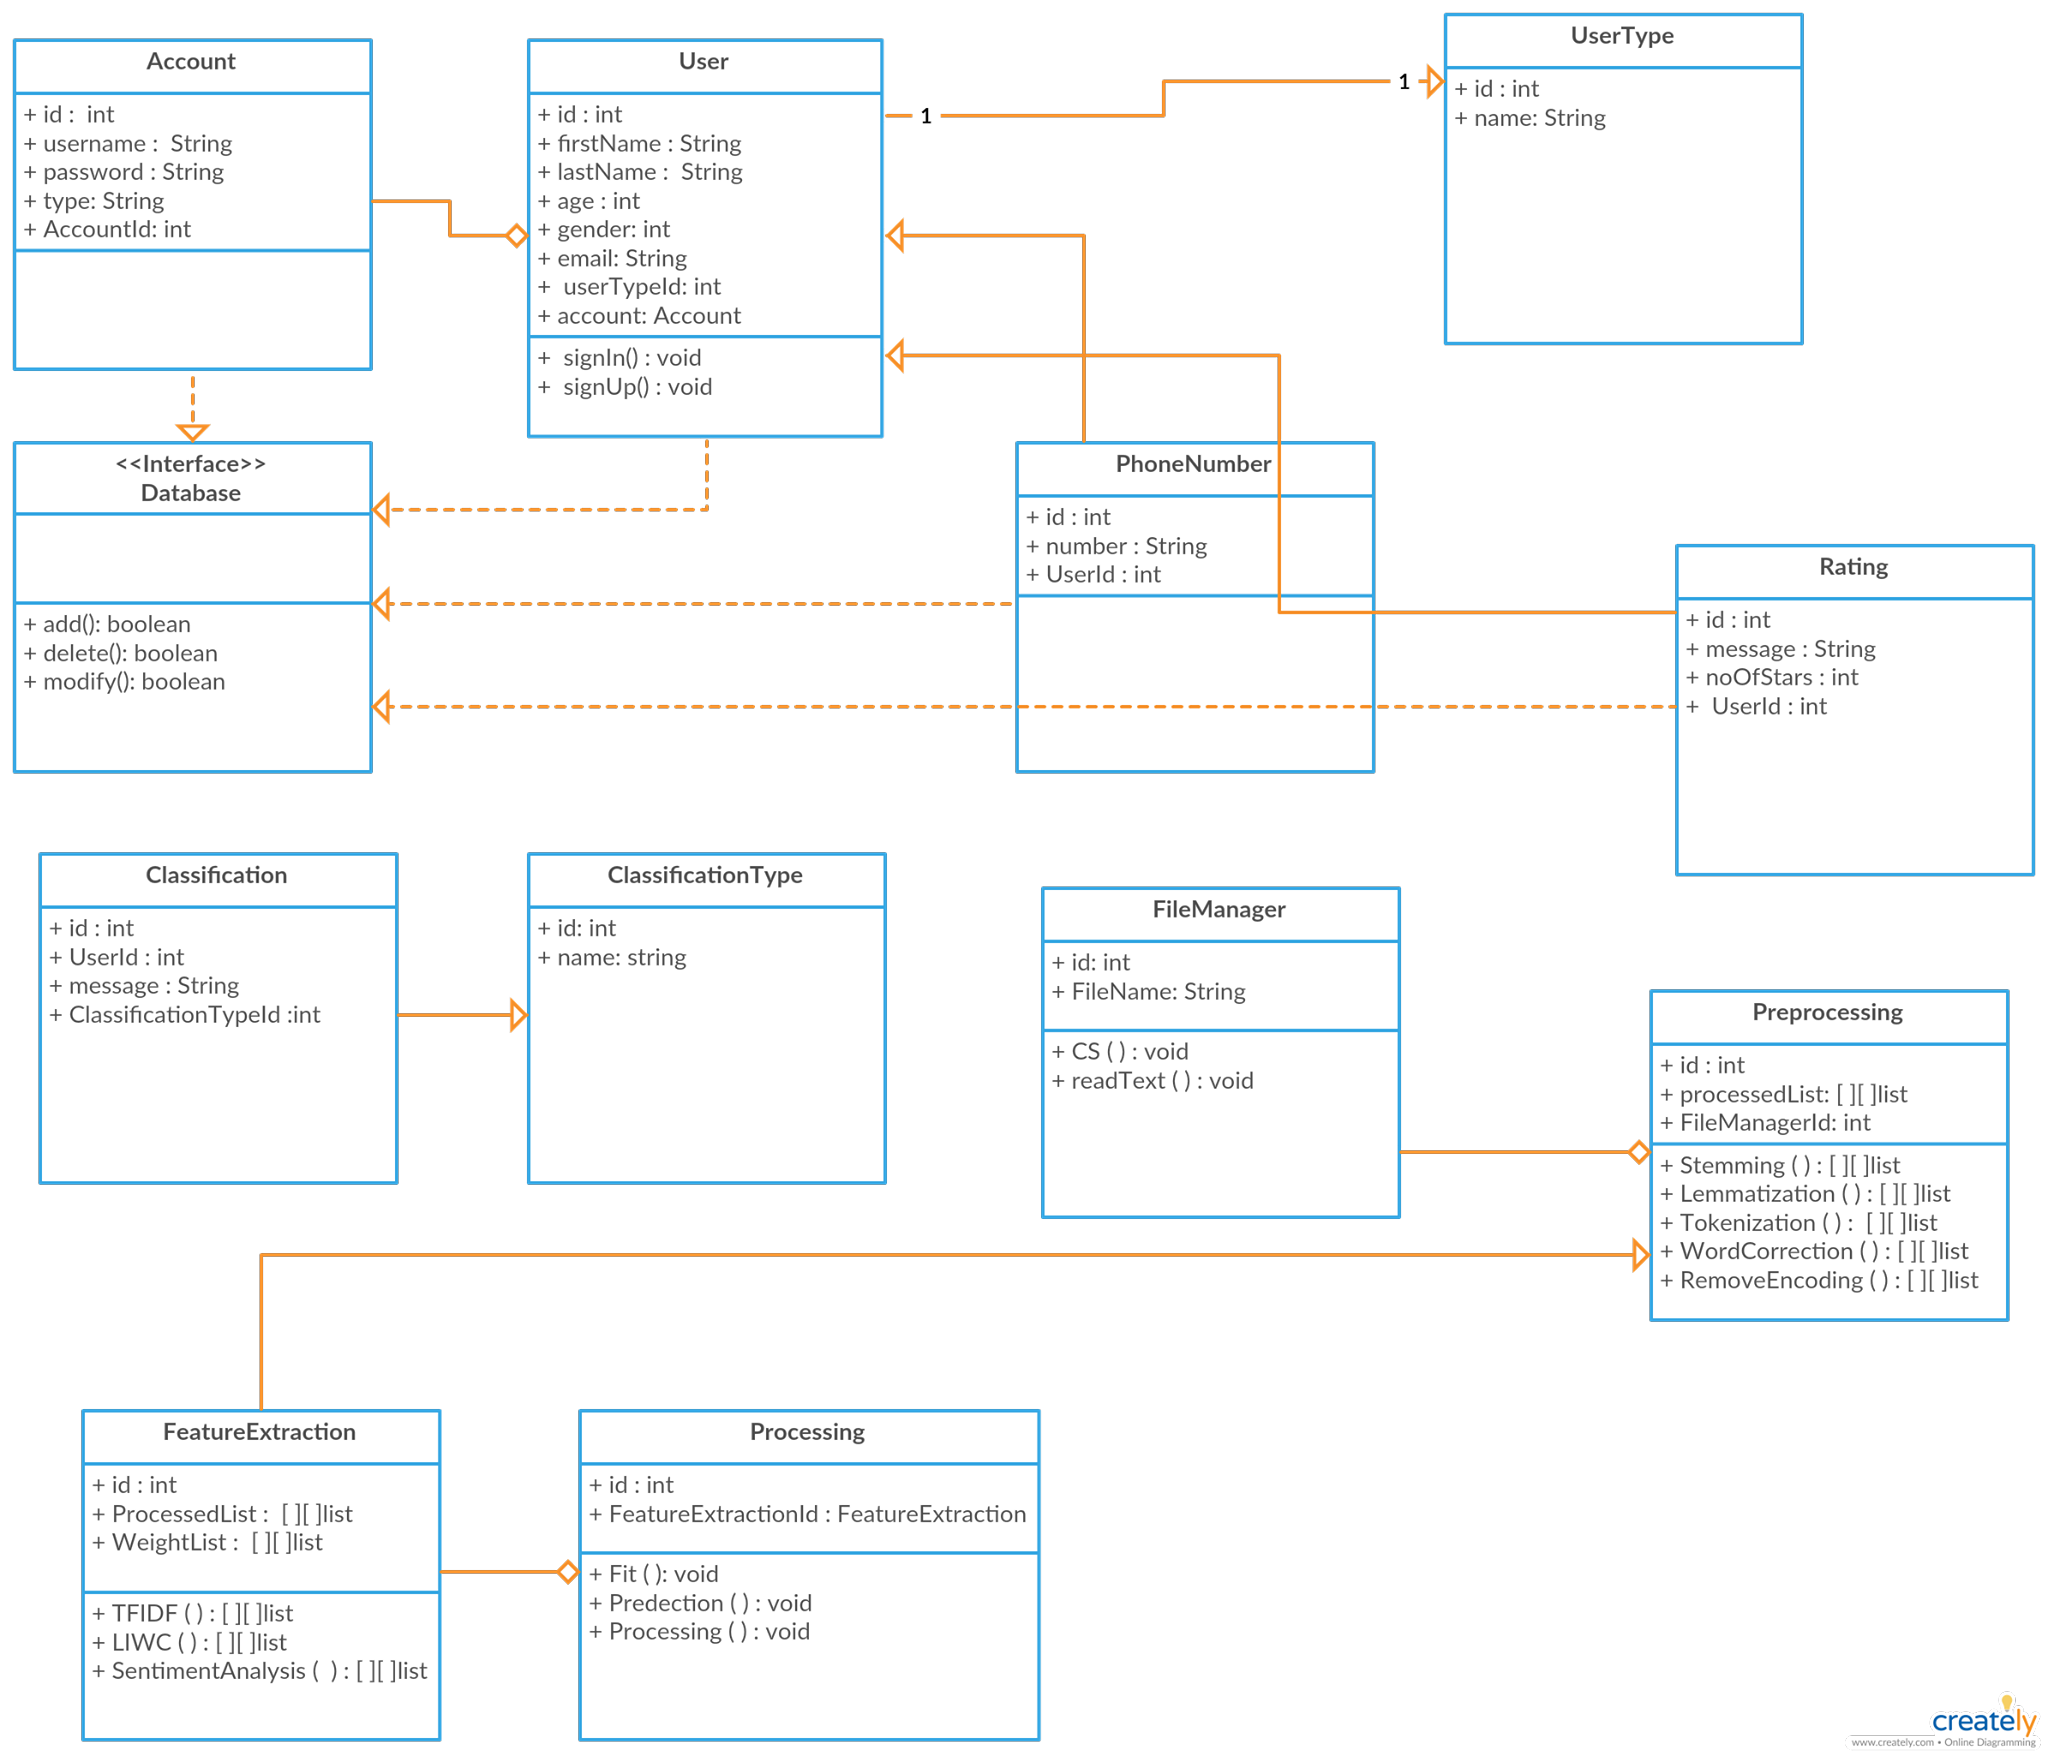 Account
+ id :  int
+ username :  String
+ password : String
+ type: String
+ AccountId: int
User
+ id : int
+ firstName : String
+ lastName :  String
+ age : int
+ gender: int
+ email: String
+  userTypeId: int
+ account: Account
+  signIn() : void
+  signUp() : void
1
1
UserType
+ id : int
+ name: String
<<Interface>>
Database
+ add(): boolean
+ delete(): boolean
+ modify(): boolean
PhoneNumber
+ id : int
+ number : String
+ UserId : int
Rating
+ id : int
+ message : String
+ noOfStars : int
+  UserId : int
Classification
+ id : int
+ UserId : int
+ message : String
+ ClassificationTypeId :int
ClassificationType
+ id: int
+ name: string
FileManager
+ id: int
+ FileName: String
+ CS ( ) : void
+ readText ( ) : void
Preprocessing
+ id : int
+ processedList: [ ][ ]list
+ FileManagerId: int
+ Stemming ( ) : [ ][ ]list
+ Lemmatization ( ) : [ ][ ]list
+ Tokenization ( ) :  [ ][ ]list
+ WordCorrection ( ) : [ ][ ]list
+ RemoveEncoding ( ) : [ ][ ]list
FeatureExtraction
+ id : int
+ ProcessedList :  [ ][ ]list
+ WeightList :  [ ][ ]list
+ TFIDF ( ) : [ ][ ]list
+ LIWC ( ) : [ ][ ]list
+ SentimentAnalysis (  ) : [ ][ ]list
Processing
+ id : int
+ FeatureExtractionId : FeatureExtraction
+ Fit ( ): void
+ Predection ( ) : void
+ Processing ( ) : void
creately
www.creately.com • Online Diagramming